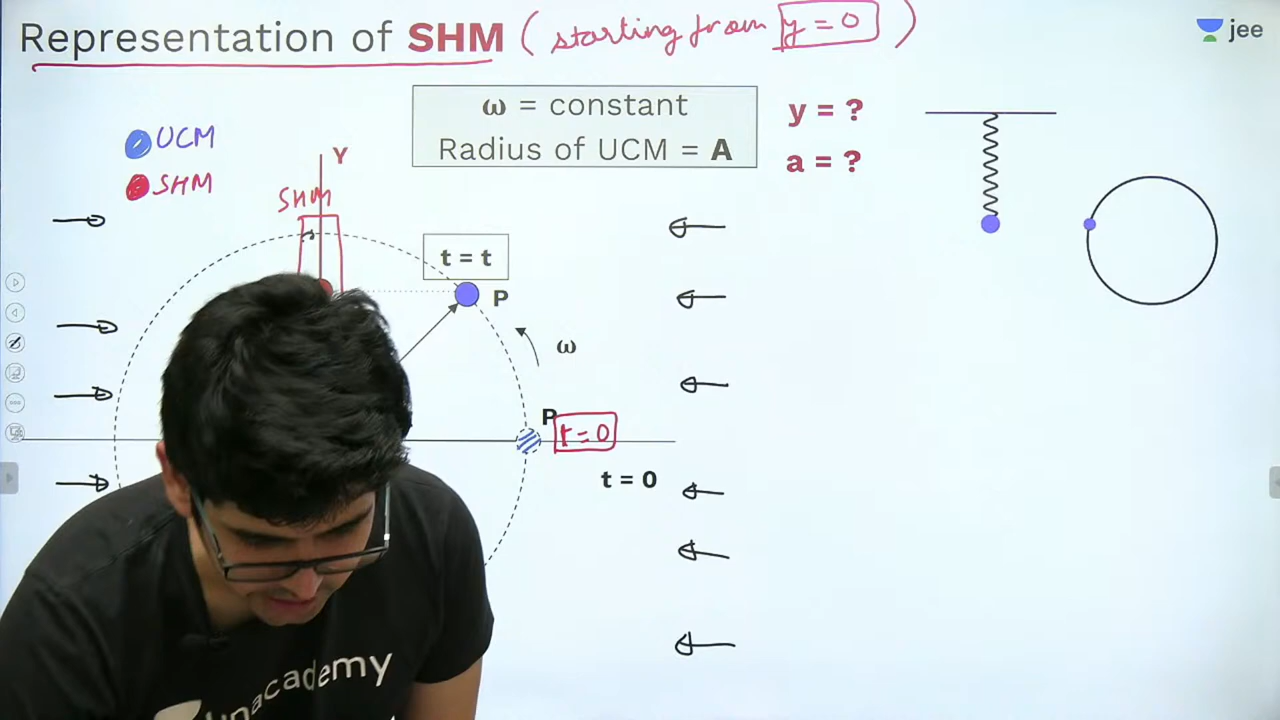 Representation of SHM (starting from y = 0)
jee
ω = constant
Radius of UCM = A
y = ?
a = ?
UCM
SHM
Y
SHM
t = t
P
ω
P
t = 0
t = 0
unacademy